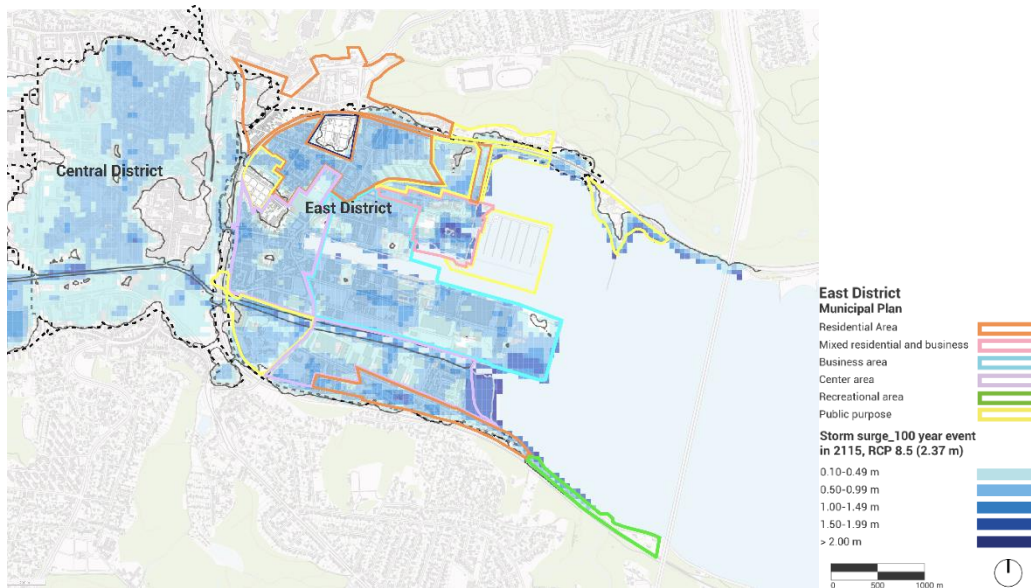 Central District
East District
East District
Municipal Plan
Residential Area
Mixed residential and business
Business area
Center area
Recreational area
Public purpose
Storm surge_100 year event
in 2115, RCP 8.5 (2.37 m)
0.10-0.49 m
0.50-0.99 m
1.00-1.49 m
1.50-1.99 m
> 2.00 m
0 500 1000 m